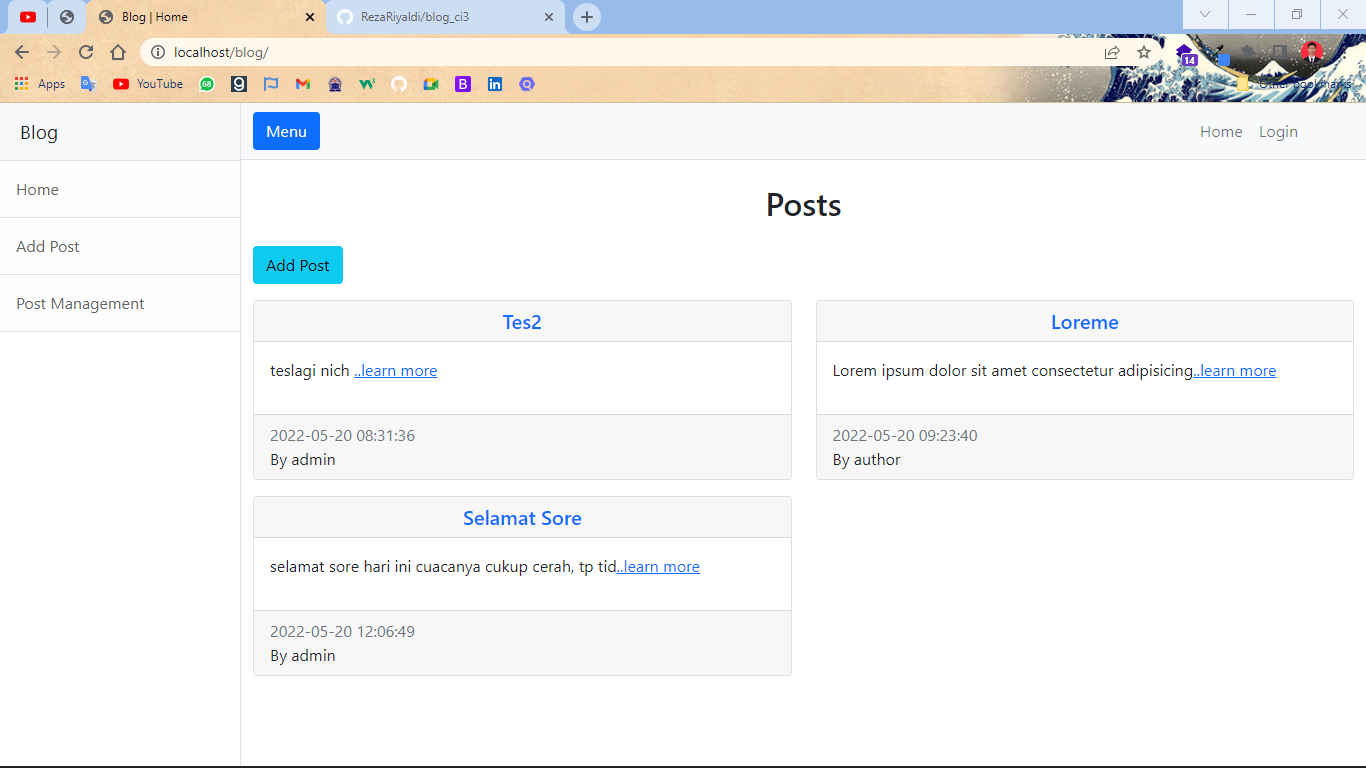 Blog | Home
RezaRiyaldi/blog_ci3
localhost/blog/
14
Apps
YouTube
68
Other bookmarks
Blog
Menu
Home
Login
Home
Add Post
Post Management
Posts
Add Post
Tes2
teslagi nich ..learn more
2022-05-20 08:31:36
By admin
Loreme
Lorem ipsum dolor sit amet consectetur adipisicing..learn more
2022-05-20 09:23:40
By author
Selamat Sore
selamat sore hari ini cuacanya cukup cerah, tp tid..learn more
2022-05-20 12:06:49
By admin